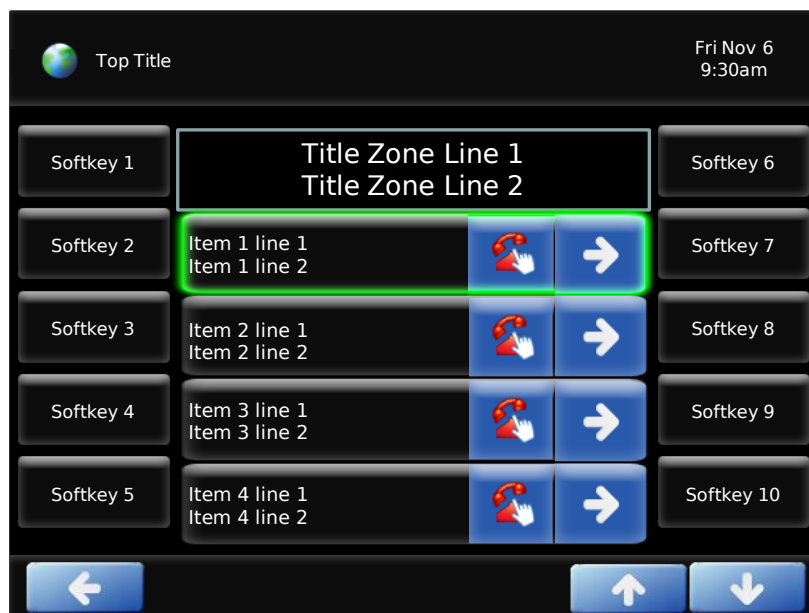 Top Title
Fri Nov 6
9:30am
Softkey 1
Title Zone Line 1
Title Zone Line 2
Softkey 6
Softkey 2
Item 1 line 1
Item 1 line 2
Softkey 7
Softkey 3
Item 2 line 1
Item 2 line 2
Softkey 8
Softkey 4
Item 3 line 1
Item 3 line 2
Softkey 9
Softkey 5
Item 4 line 1
Item 4 line 2
Softkey 10